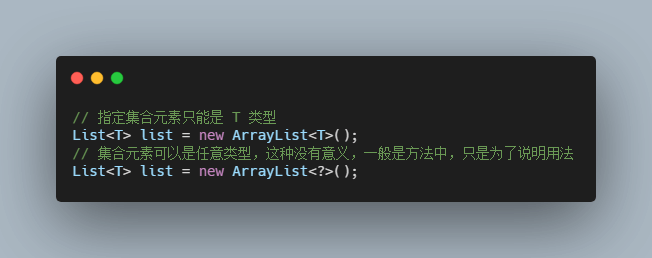 // 指定集合元素只能是 T 类型
List<T> list = new ArrayList<T>();
// 集合元素可以是任意类型，这种没有意义，一般是方法中，只是为了说明用法
List<T> list = new ArrayList<?>();